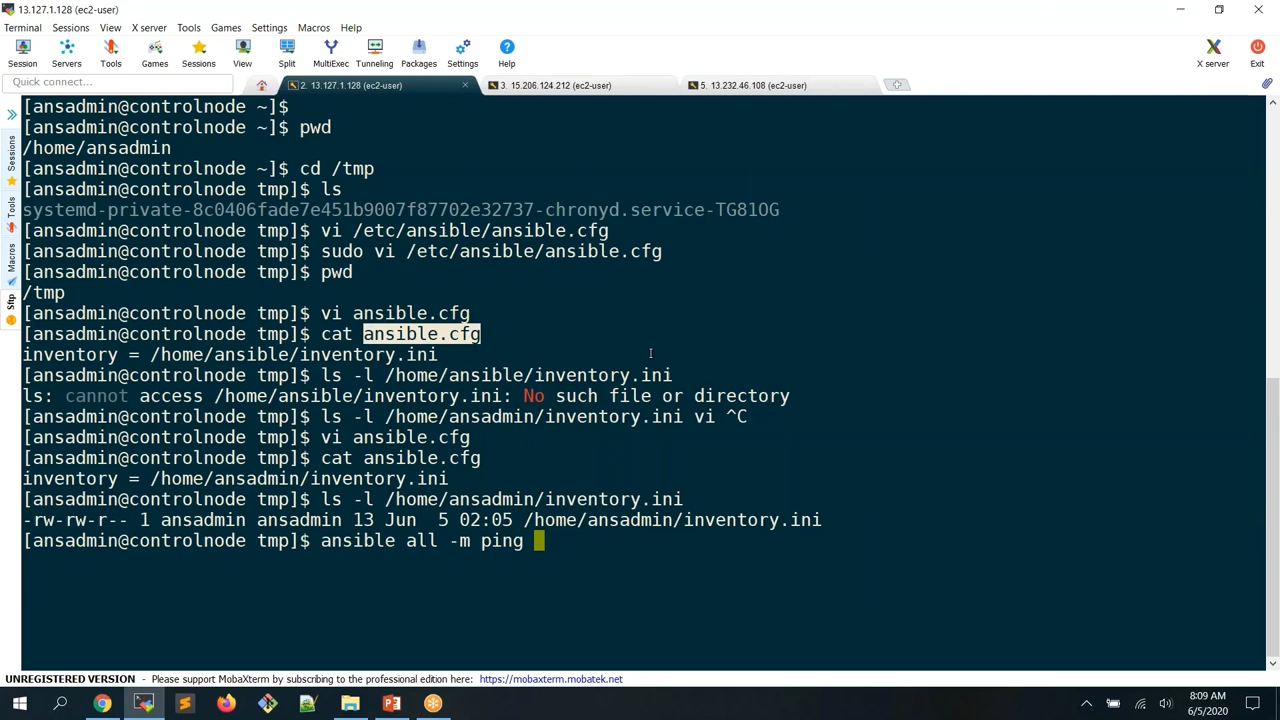 13.127.1.128 (ec2-user)
Terminal Sessions View X server Tools Games Settings Macros Help
Session Servers Tools Games Sessions View Split MultiExec Tunneling Packages Settings Help X server Exit
Quick connect...
2. 13.127.1.128 (ec2-user)
3. 15.206.124.212 (ec2-user)
5. 13.232.46.108 (ec2-user)
Sessions
Tools
Macros
Sftp
[ansadmin@controlnode ~]$
[ansadmin@controlnode ~]$ pwd
/home/ansadmin
[ansadmin@controlnode ~]$ cd /tmp
[ansadmin@controlnode tmp]$ ls
systemd-private-8c0406fade7e451b9007f87702e32737-chronyd.service-TG81OG
[ansadmin@controlnode tmp]$ vi /etc/ansible/ansible.cfg
[ansadmin@controlnode tmp]$ sudo vi /etc/ansible/ansible.cfg
[ansadmin@controlnode tmp]$ pwd
/tmp
[ansadmin@controlnode tmp]$ vi ansible.cfg
[ansadmin@controlnode tmp]$ cat ansible.cfg
inventory = /home/ansible/inventory.ini
[ansadmin@controlnode tmp]$ ls -l /home/ansible/inventory.ini
ls: cannot access /home/ansible/inventory.ini: No such file or directory
[ansadmin@controlnode tmp]$ ls -l /home/ansadmin/inventory.ini vi ^C
[ansadmin@controlnode tmp]$ vi ansible.cfg
[ansadmin@controlnode tmp]$ cat ansible.cfg
inventory = /home/ansadmin/inventory.ini
[ansadmin@controlnode tmp]$ ls -l /home/ansadmin/inventory.ini
-rw-rw-r-- 1 ansadmin ansadmin 13 Jun  5 02:05 /home/ansadmin/inventory.ini
[ansadmin@controlnode tmp]$ ansible all -m ping
UNREGISTERED VERSION - Please support MobaXterm by subscribing to the professional edition here: https://mobaxterm.mobatek.net
8:09 AM
6/5/2020